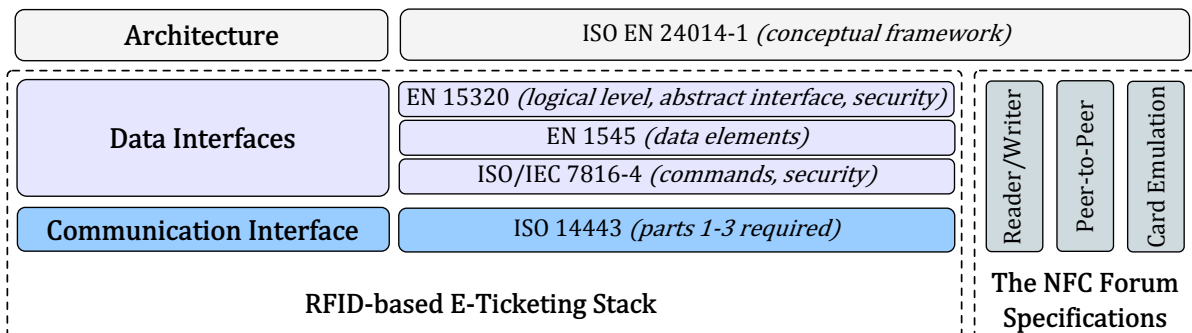 Architecture
ISO EN 24014-1 (conceptual framework)
Data Interfaces
EN 15320 (logical level, abstract interface, security)
EN 1545 (data elements)
ISO/IEC 7816-4 (commands, security)
Communication Interface
ISO 14443 (parts 1-3 required)
RFID-based E-Ticketing Stack
Reader/Writer
Peer-to-Peer
Card Emulation
The NFC Forum
Specifications